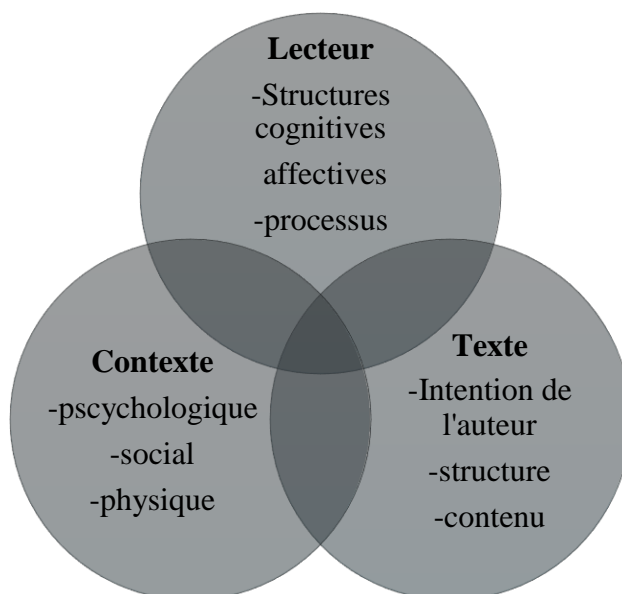 Lecteur
-Structures
cognitives
affectives
-processus
Contexte
-pscychologique
-social
-physique
Texte
-Intention de
l'auteur
-structure
-contenu